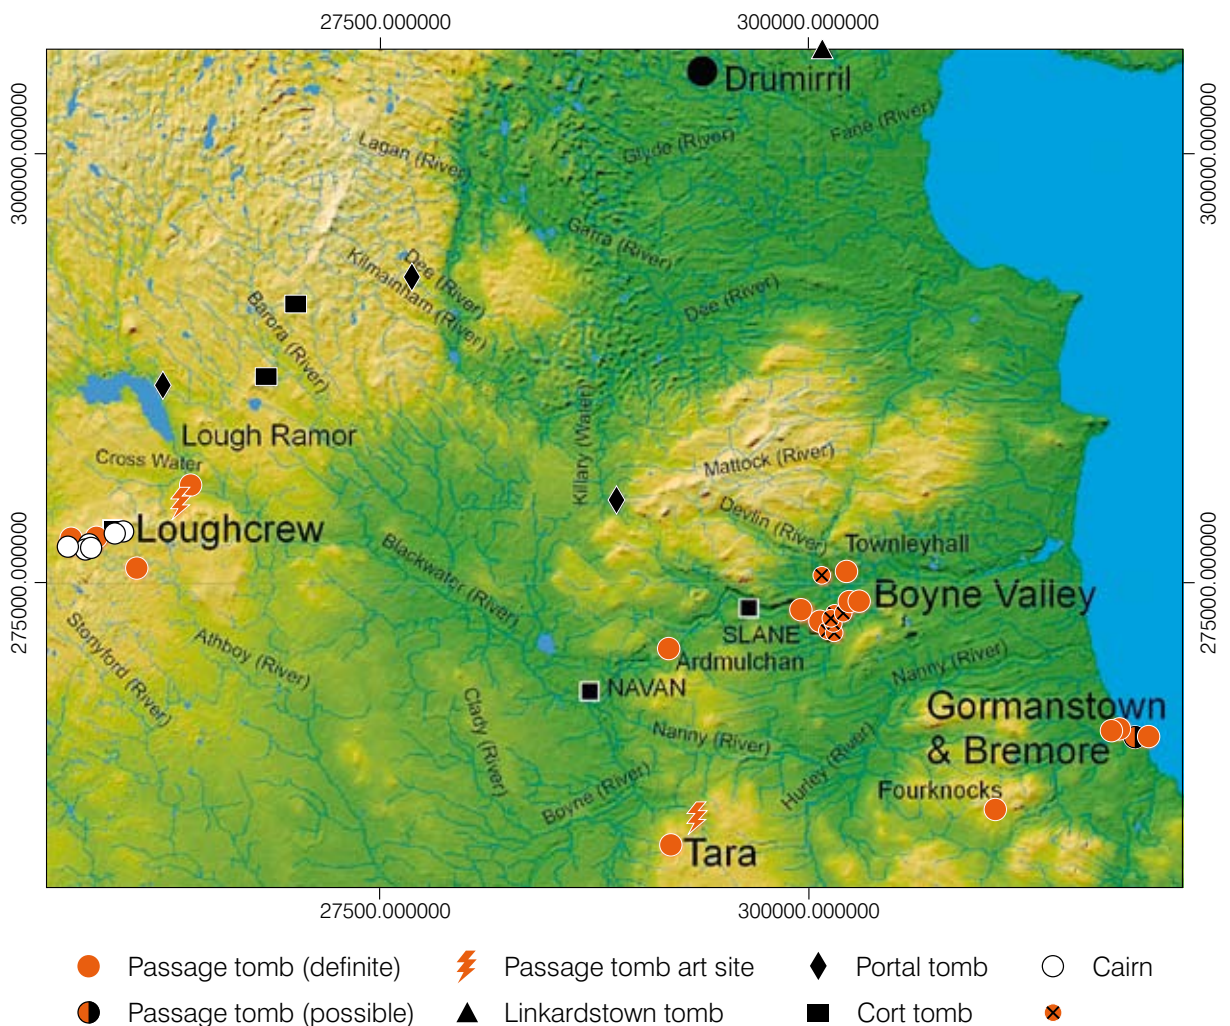 27500.000000
300000.000000
300000.000000
300000.000000
Drumirril
Fane (River)
Glyde (River)
Lagan (River)
Garra (River)
Dee (River)
Kilmainham (River)
Dee (River)
Barora (River)
Killary (Water)
Lough Ramor
Cross Water
Mattock (River)
Devlin (River)
Loughcrew
Townleyhall
Blackwater (River)
275000.000000
275000.000000
Boyne Valley
SLANE
Ardmulchan
Stonyford (River)
Athboy (River)
Nanny (River)
NAVAN
Clady (River)
Gormanstown
& Bremore
Nanny (River)
Hurley (River)
Boyne (River)
Fourknocks
Tara
27500.000000
300000.000000
Passage tomb (definite)
Passage tomb art site
Portal tomb
Cairn
Passage tomb (possible)
Linkardstown tomb
Cort tomb